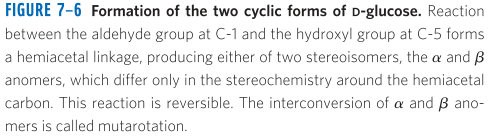 FIGURE 7–6 Formation of the two cyclic forms of D-glucose. Reaction
between the aldehyde group at C-1 and the hydroxyl group at C-5 forms
a hemiacetal linkage, producing either of two stereoisomers, the α and β
anomers, which differ only in the stereochemistry around the hemiacetal
carbon. This reaction is reversible. The interconversion of α and β ano-
mers is called mutarotation.